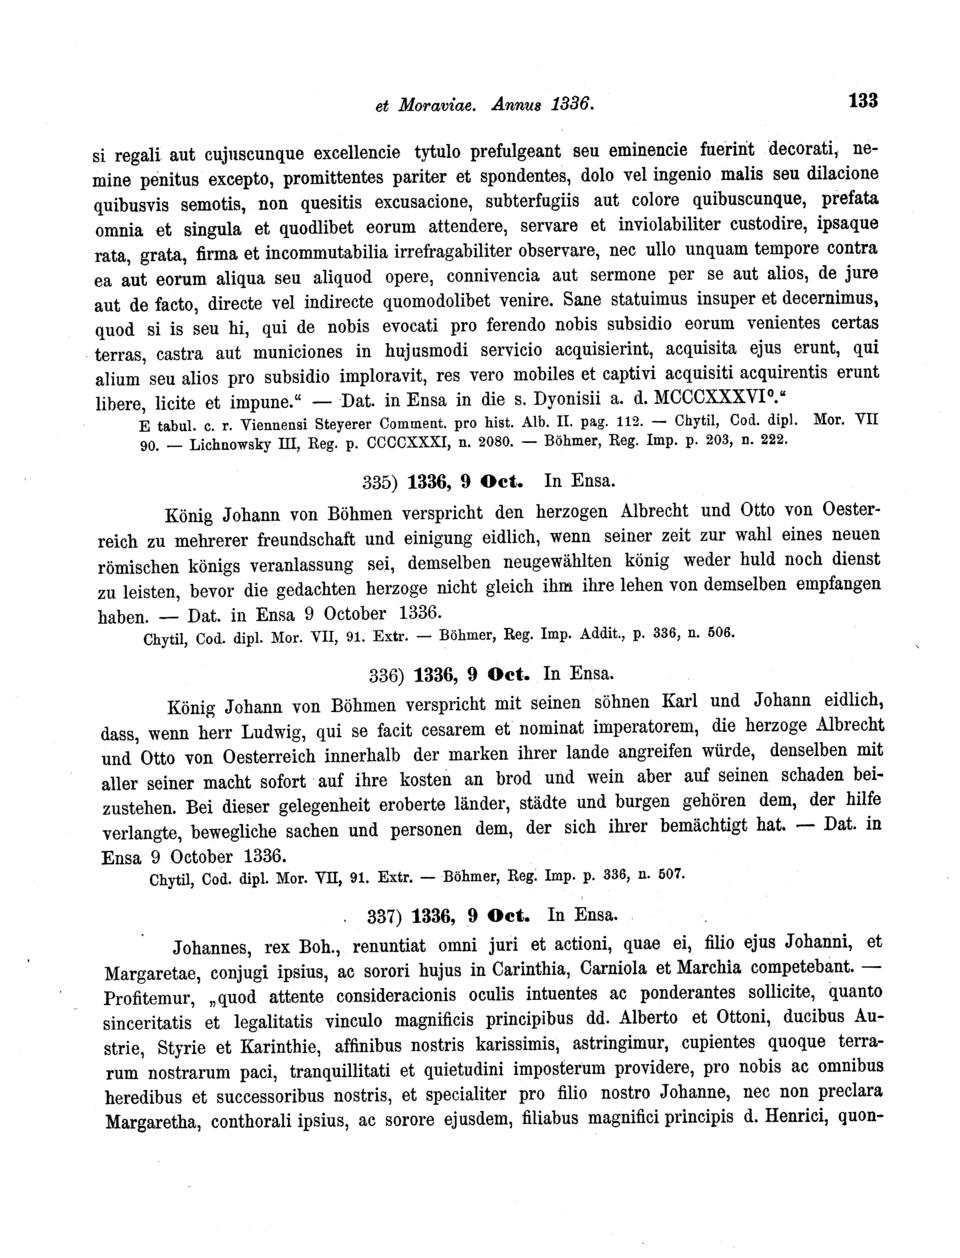 et Moraviae. Annus 1336. 133
si regali aut cujuscunque excellencie tytulo prefulgeant seu eminencie fuerint decorati, ne-
mine penitus excepto, promittentes pariter et spondentes, dolo vel ingenio malis seu dilacione
quibusvis semotis, non quesitis excusacione, subterfugiis aut colore quibuscunque, prefata
omnia et singula et quodlibet eorum attendere, servare et inviolabiliter custodire, ipsaque
rata, grata, firma et incommutabilia irrefragabiliter observare, nec ullo unquam tempore contra
ea aut eorum aliqua seu aliquod opere, connivencia aut sermone per se aut alios, de jure
aut de facto, directe vel indirecte quomodolibet venire. Sane statuimus insuper et decernimus,
quod si is seu hi, qui de nobis evocati pro ferendo nobis subsidio eorum venientes certas
terras, castra aut municiones in hujusmodi servicio acquisierint, acquisita ejus erunt, qui
alium seu alios pro subsidio imploravit, res vero mobiles et captivi acquisiti acquirentis erunt
libere, licite et impune.“ — Dat. in Ensa in die s. Dyonisii a. d. MCCCXXXVI⁰.“
E tabul. c. r. Viennensi Steyerer Comment. pro hist. Alb. II. pag. 112. — Chytil, Cod. dipl. Mor. VII
90. — Lichnowsky III, Reg. p. CCCCXXXI, n. 2080. — Böhmer, Reg. Imp. p. 203, n. 222.
335) 1336, 9 Oct. In Ensa.
König Johann von Böhmen verspricht den herzogen Albrecht und Otto von Oester-
reich zu mehrerer freundschaft und einigung eidlich, wenn seiner zeit zur wahl eines neuen
römischen königs veranlassung sei, demselben neugewählten könig weder huld noch dienst
zu leisten, bevor die gedachten herzoge nicht gleich ihm ihre lehen von demselben empfangen
haben. — Dat. in Ensa 9 October 1336.
Chytil, Cod. dipl. Mor. VII, 91. Extr. — Böhmer, Reg. Imp. Addit., p. 336, n. 506.
336) 1336, 9 Oct. In Ensa.
König Johann von Böhmen verspricht mit seinen söhnen Karl und Johann eidlich,
dass, wenn herr Ludwig, qui se facit cesarem et nominat imperatorem, die herzoge Albrecht
und Otto von Oesterreich innerhalb der marken ihrer lande angreifen würde, denselben mit
aller seiner macht sofort auf ihre kosten an brod und wein aber auf seinen schaden bei-
zustehen. Bei dieser gelegenheit eroberte länder, städte und burgen gehören dem, der hilfe
verlangte, bewegliche sachen und personen dem, der sich ihrer bemächtigt hat. — Dat. in
Ensa 9 October 1336.
Chytil, Cod. dipl. Mor. VII, 91. Extr. — Böhmer, Reg. Imp. p. 336, n. 507.
337) 1336, 9 Oct. In Ensa.
Johannes, rex Boh., renuntiat omni juri et actioni, quae ei, filio ejus Johanni, et
Margaretae, conjugi ipsius, ac sorori hujus in Carinthia, Carniola et Marchia competebant. —
Profitemur, „quod attente consideracionis oculis intuentes ac ponderantes sollicite, quanto
sinceritatis et legalitatis vinculo magnificis principibus dd. Alberto et Ottoni, ducibus Au-
strie, Styrie et Karinthie, affinibus nostris karissimis, astringimur, cupientes quoque terra-
rum nostrarum paci, tranquillitati et quietudini imposterum providere, pro nobis ac omnibus
heredibus et successoribus nostris, et specialiter pro filio nostro Johanne, nec non preclara
Margaretha, conthorali ipsius, ac sorore ejusdem, filiabus magnifici principis d. Henrici, quon-